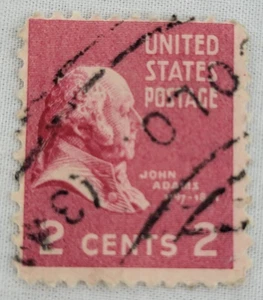 UNITED
STATES
POSTAGE
JOHN
ADAMS
2 CENTS 2